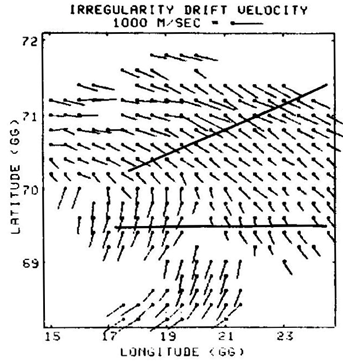 IRREGULARITY DRIFT VELOCITY
1000 M/SEC =
72
71
70
69
LATITUDE (GG)
15 17 19 21 23
LONGITUDE (GG)